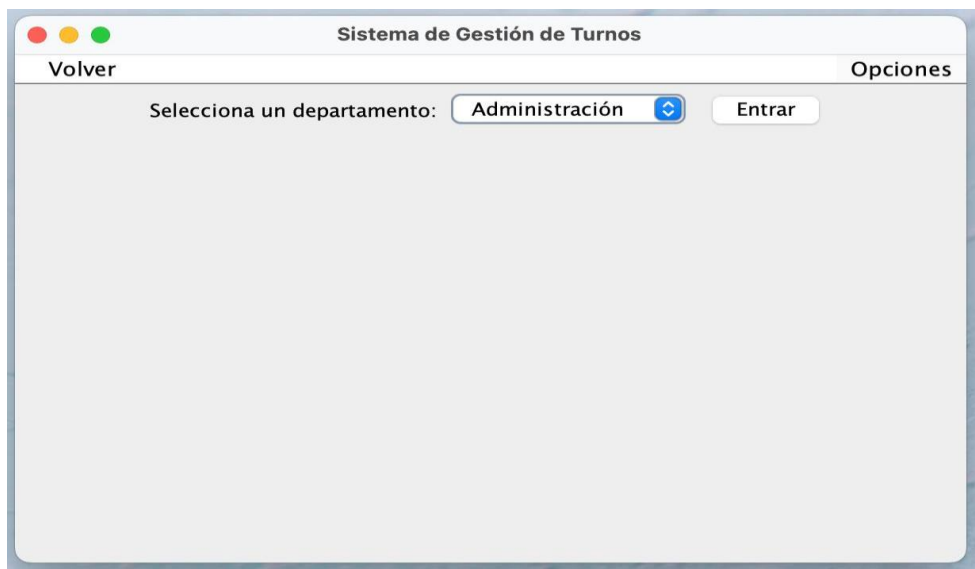 Sistema de Gestión de Turnos
Volver Opciones
Selecciona un departamento: Administración Entrar